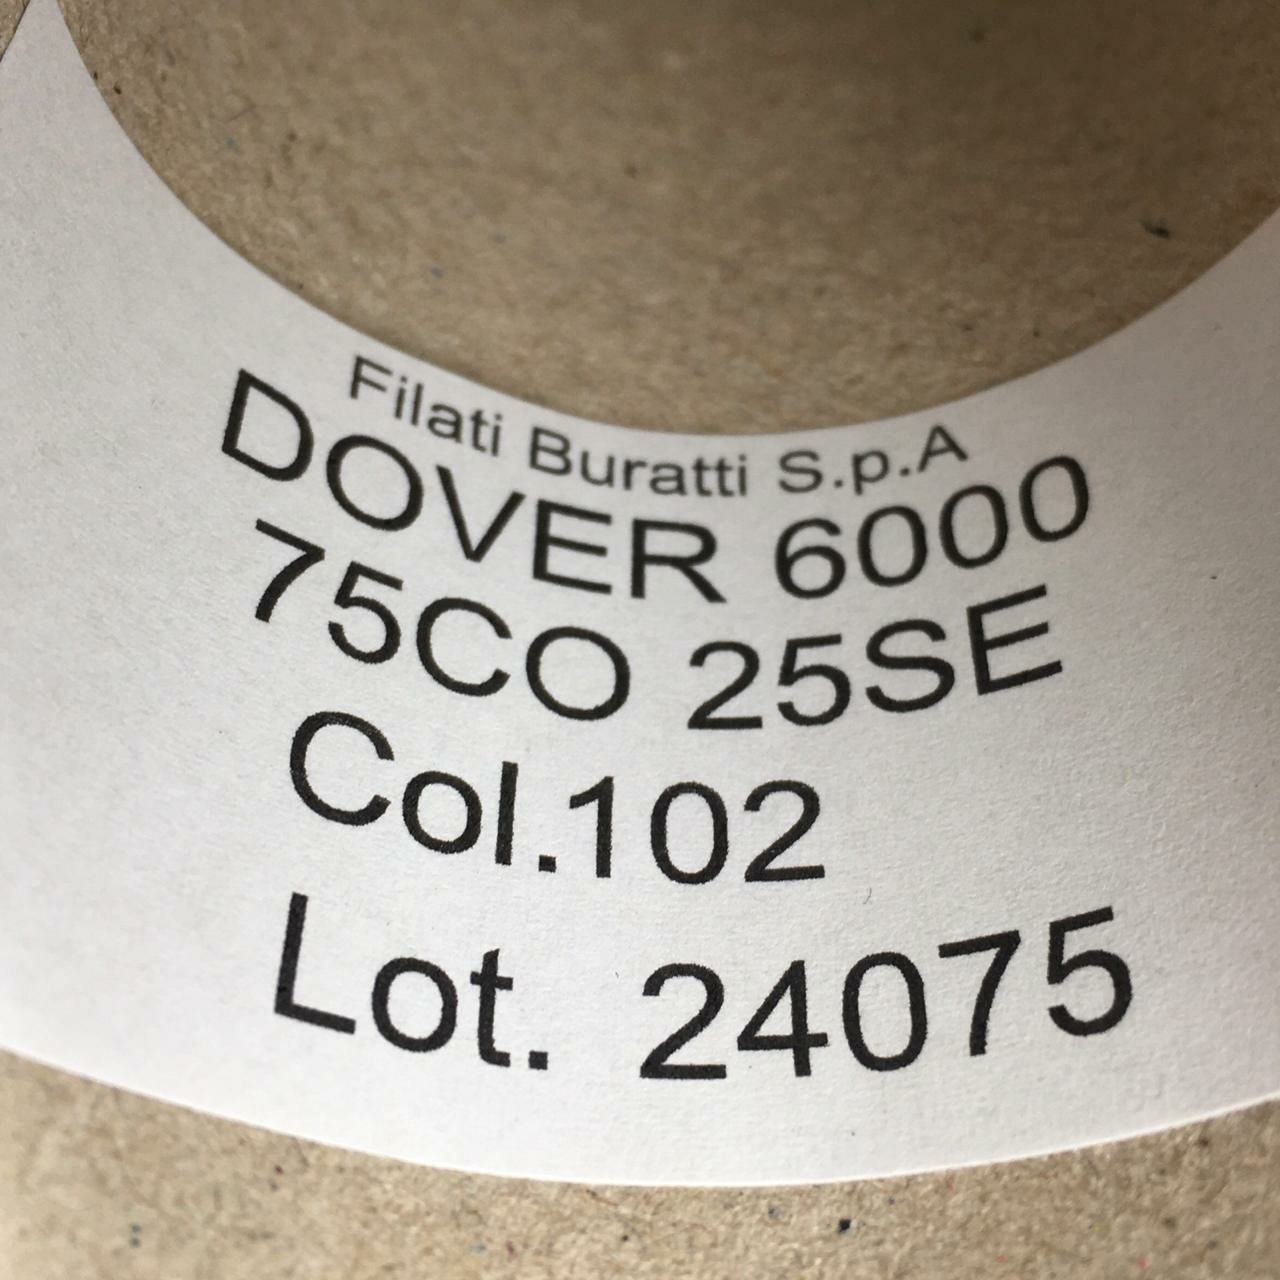 Filati Buratti S.p.A
DOVER 6000
75CO 25SE
Col.102
Lot. 24075